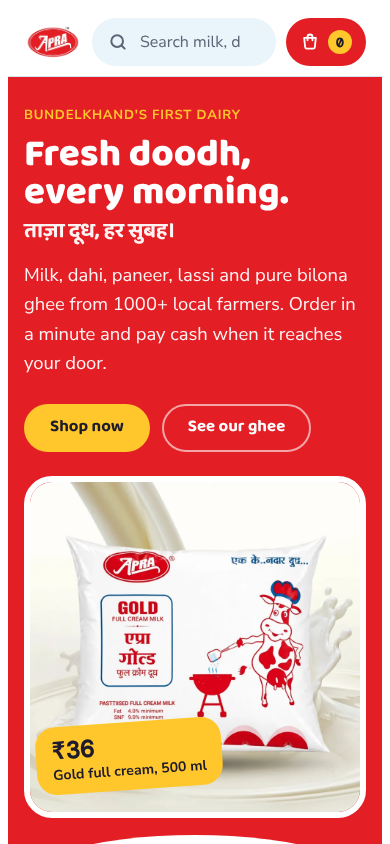 APRA
Search milk, d
0
BUNDELKHAND'S FIRST DAIRY
Fresh doodh,
every morning.
ताज़ा दूध, हर सुबह।
Milk, dahi, paneer, lassi and pure bilona
ghee from 1000+ local farmers. Order in
a minute and pay cash when it reaches
your door.
Shop now
See our ghee
APRA
®
एक के..नदार दूध...
GOLD
FULL CREAM MILK
एप्रा
गोल्ड
फुल क्रीम दूध
PASTTIISED FULL CREAM MILK
Fat 4.8% minimum
SNF 9.0% minimum
₹36
Gold full cream, 500 ml